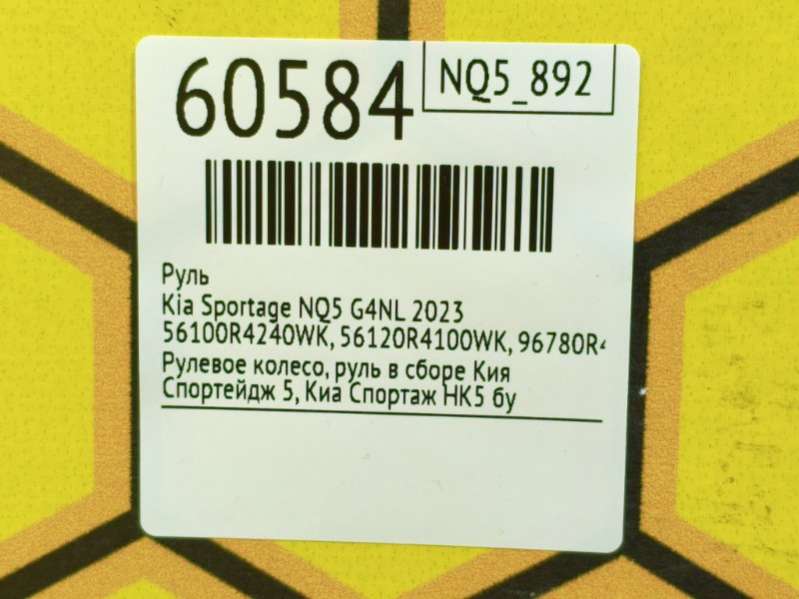 60584
NQ5_892
Руль
Kia Sportage NQ5 G4NL 2023
56100R4240WK, 56120R4100WK, 96780R4
Рулевое колесо, руль в сборе Кия
Спортейдж 5, Киа Спортаж НК5 бу